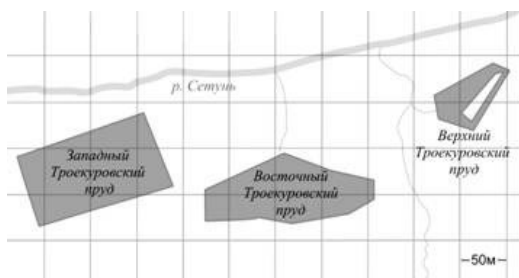 р. Сетунь
Западный
Троекуровский
пруд
Восточный
Троекуровский
пруд
Верхний
Троекуровский
пруд
50м